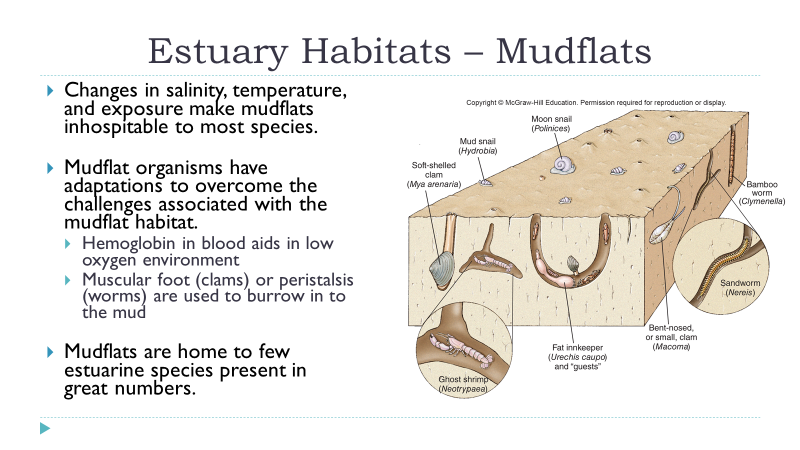 Estuary Habitats – Mudflats
Changes in salinity, temperature,
and exposure make mudflats
inhospitable to most species.
Mudflat organisms have
adaptations to overcome the
challenges associated with the
mudflat habitat.
Hemoglobin in blood aids in low
oxygen environment
Muscular foot (clams) or peristalsis
(worms) are used to burrow in to
the mud
Mudflats are home to few
estuarine species present in
great numbers.
Copyright © McGraw-Hill Education. Permission required for reproduction or display.
Moon snail
(Polinices)
Mud snail
(Hydrobia)
Soft-shelled
clam
(Mya arenaria)
Bamboo
worm
(Clymenella)
Sandworm
(Nereis)
Bent-nosed,
or small, clam
(Macoma)
Fat innkeeper
(Urechis caupo)
and “guests”
Ghost shrimp
(Neotrypaea)